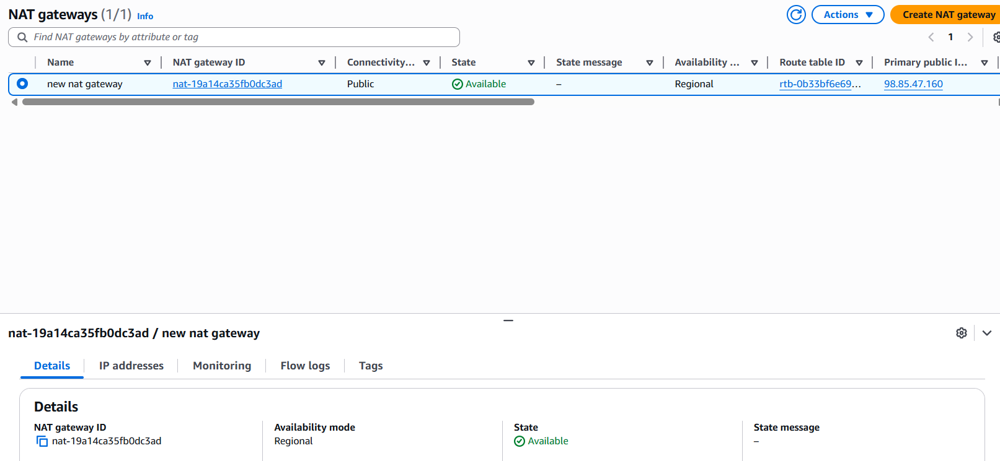 NAT gateways (1/1) Info
Actions
Create NAT gateway
Find NAT gateways by attribute or tag
1
Name NAT gateway ID Connectivity... State State message Availability ... Route table ID Primary public I...
new nat gateway nat-19a14ca35fb0dc3ad Public Available – Regional rtb-0b33bf6e69... 98.85.47.160
nat-19a14ca35fb0dc3ad / new nat gateway
Details IP addresses Monitoring Flow logs Tags
Details
NAT gateway ID Availability mode State State message
nat-19a14ca35fb0dc3ad Regional Available –